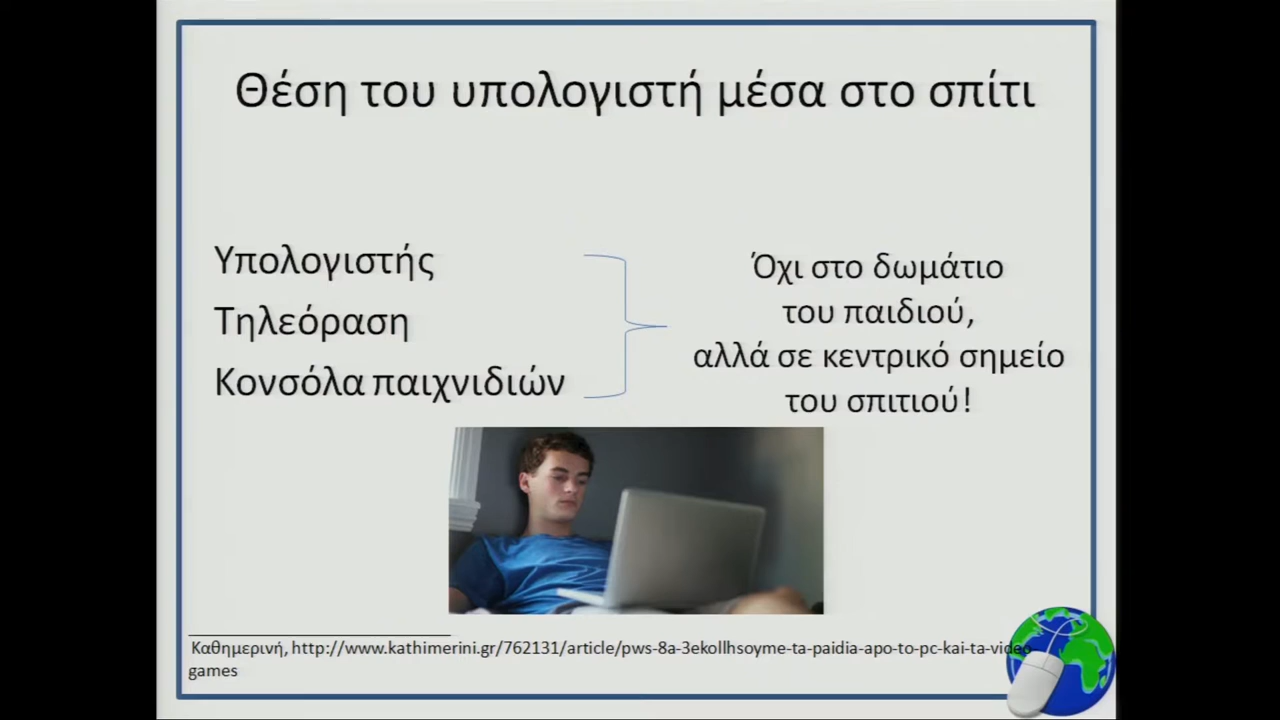 Θέση του υπολογιστή μέσα στο σπίτι
Υπολογιστής
Τηλεόραση
Κονσόλα παιχνιδιών
Όχι στο δωμάτιο
του παιδιού,
αλλά σε κεντρικό σημείο
του σπιτιού!
Καθημερινή, http://www.kathimerini.gr/762131/article/pws-8a-3ekollhsoyme-ta-paidia-apo-to-pc-kai-ta-video
games